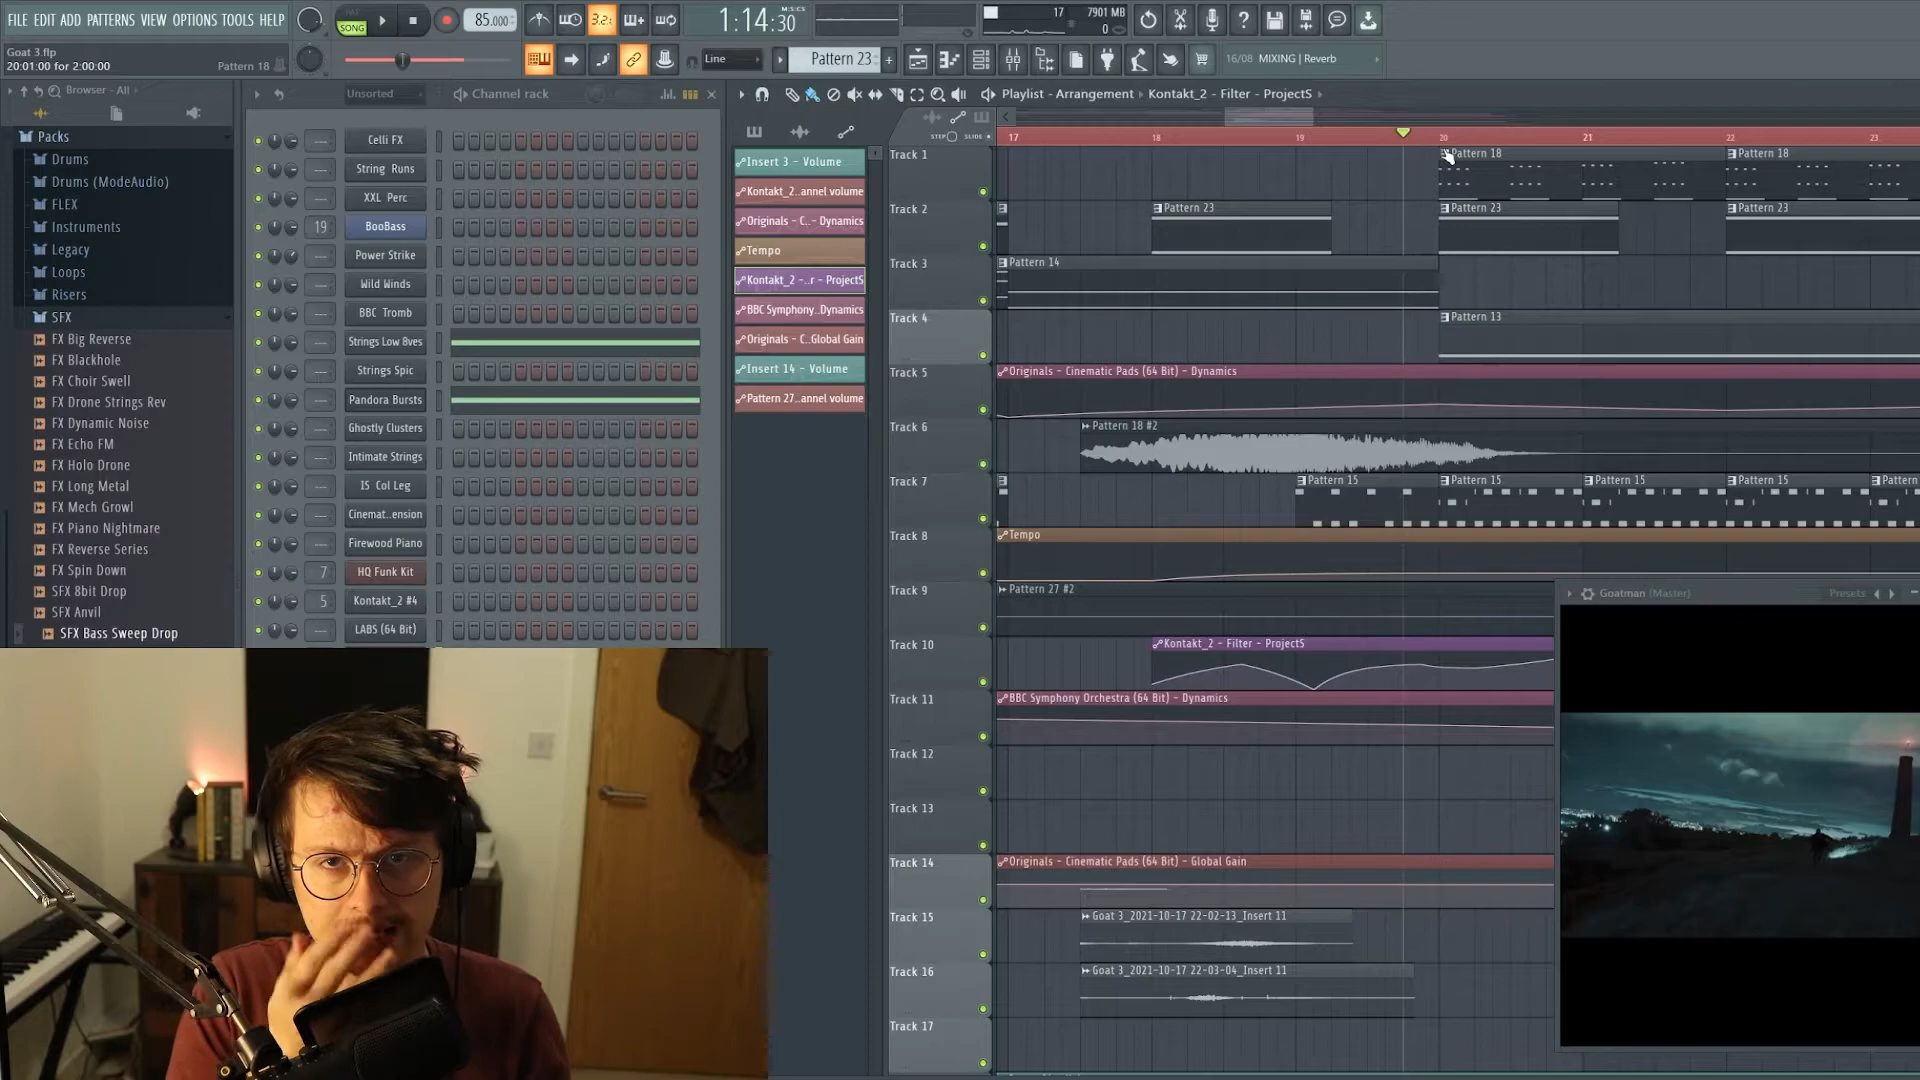 FILE EDIT ADD PATTERNS VIEW OPTIONS TOOLS HELP
SONG
85.000
3.2.
1:14:30
M:S:CS
17
7901 MB
0
Goat 3.flp
20:01:00 for 2:00:00
Pattern 18
Line
Pattern 23
16/08 MIXING | Reverb
Browser - All
Unsorted
Channel rack
Playlist - Arrangement › Kontakt_2 - Filter - ProjectS
STEP
SLIDE
17
18
19
20
21
22
23
Packs
Drums
Drums (ModeAudio)
FLEX
Instruments
Legacy
Loops
Risers
SFX
FX Big Reverse
FX Blackhole
FX Choir Swell
FX Drone Strings Rev
FX Dynamic Noise
FX Echo FM
FX Holo Drone
FX Long Metal
FX Mech Growl
FX Piano Nightmare
FX Reverse Series
FX Spin Down
SFX 8bit Drop
SFX Anvil
SFX Bass Sweep Drop
Celli FX
String Runs
XXL Perc
19 BooBass
Power Strike
Wild Winds
BBC Tromb
Strings Low 8ves
Strings Spic
Pandora Bursts
Ghostly Clusters
Intimate Strings
IS Col Leg
Cinemat..ension
Firewood Piano
7 HQ Funk Kit
5 Kontakt_2 #4
LABS (64 Bit)
Insert 3 - Volume
Kontakt_2..annel volume
Originals - C..- Dynamics
Tempo
Kontakt_2 -..r - ProjectS
BBC Symphony..Dynamics
Originals - C..Global Gain
Insert 14 - Volume
Pattern 27..annel volume
Track 1
Pattern 18
Pattern 18
Track 2
Pattern 23
Pattern 23
Pattern 23
Track 3
Pattern 14
Track 4
Pattern 13
Track 5
Originals - Cinematic Pads (64 Bit) - Dynamics
Track 6
Pattern 18 #2
Track 7
Pattern 15
Pattern 15
Pattern 15
Pattern 15
Pattern
Track 8
Tempo
Track 9
Pattern 27 #2
Track 10
Kontakt_2 - Filter - ProjectS
Track 11
BBC Symphony Orchestra (64 Bit) - Dynamics
Track 12
Track 13
Track 14
Originals - Cinematic Pads (64 Bit) - Global Gain
Track 15
Goat 3_2021-10-17 22-02-13_Insert 11
Track 16
Goat 3_2021-10-17 22-03-04_Insert 11
Track 17
Goatman (Master)
Presets